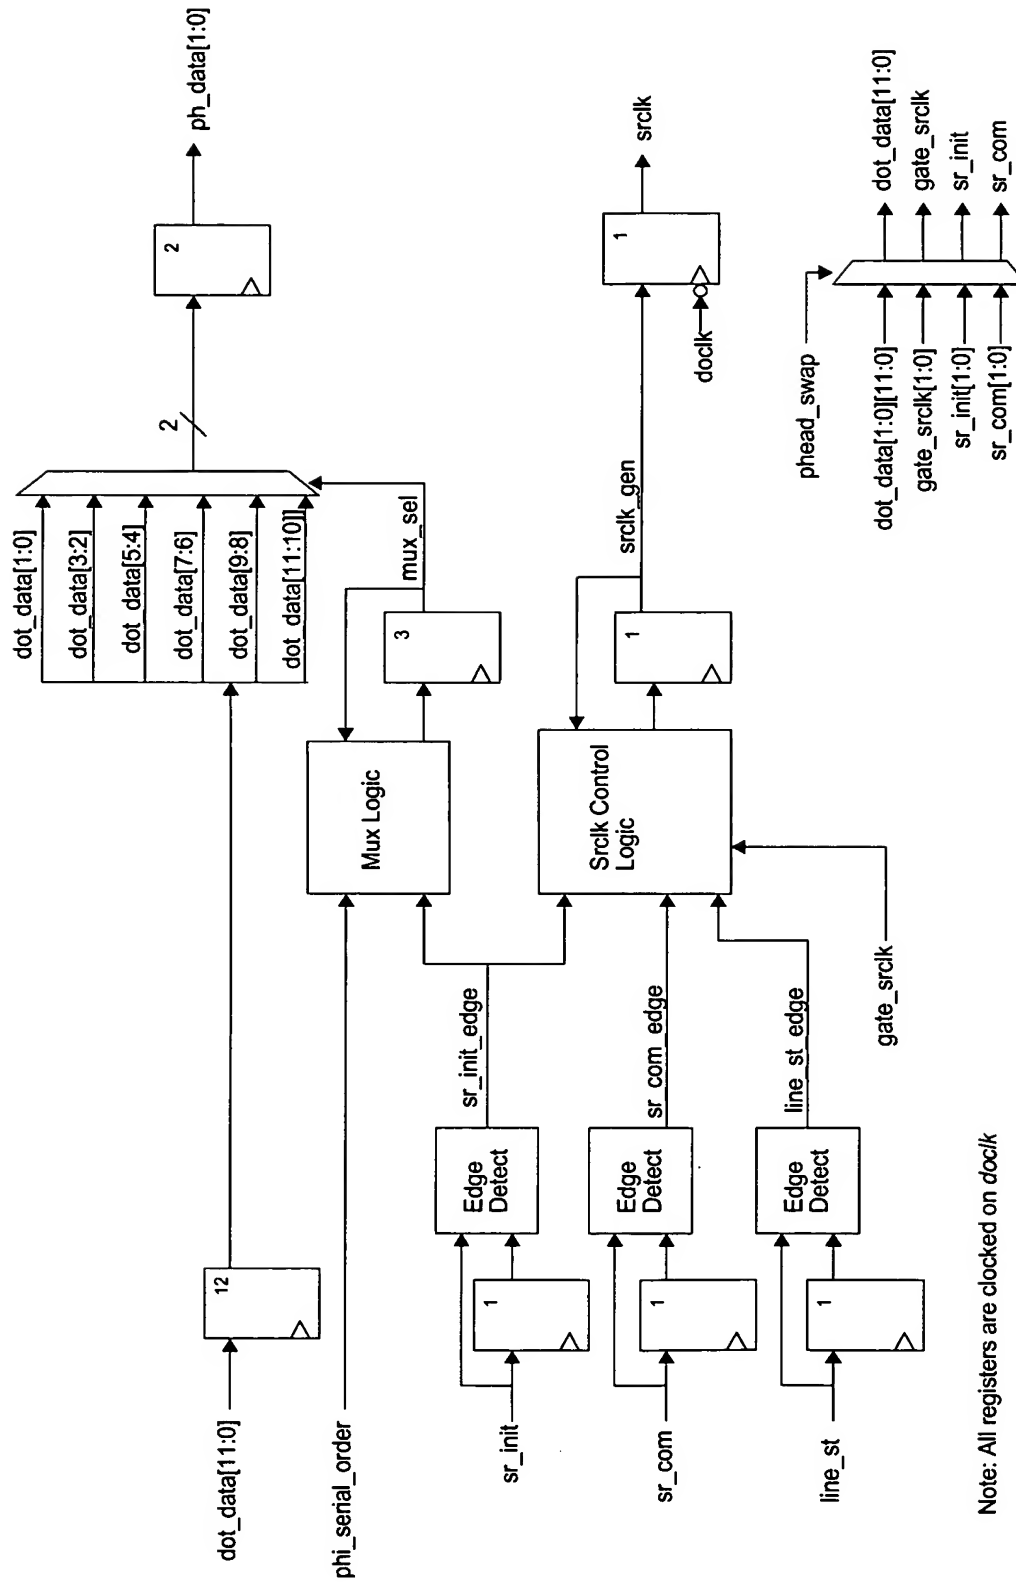 dot_data[11:0]
12
dot_data[1:0]
dot_data[3:2]
dot_data[5:4]
dot_data[7:6]
dot_data[9:8]
dot_data[11:10]]
2
2
ph_data[1:0]
phi_serial_order
Mux Logic
3
mux_sel
sr_init
1
Edge
Detect
sr_init_edge
sr_com
1
Edge
Detect
sr_com_edge
line_st
1
Edge
Detect
line_st_edge
Srclk Control
Logic
gate_srclk
1
srclk_gen
doclk
1
srclk
phead_swap
dot_data[1:0][11:0]
gate_srclk[1:0]
sr_init[1:0]
sr_com[1:0]
dot_data[11:0]
gate_srclk
sr_init
sr_com
Note: All registers are clocked on doclk